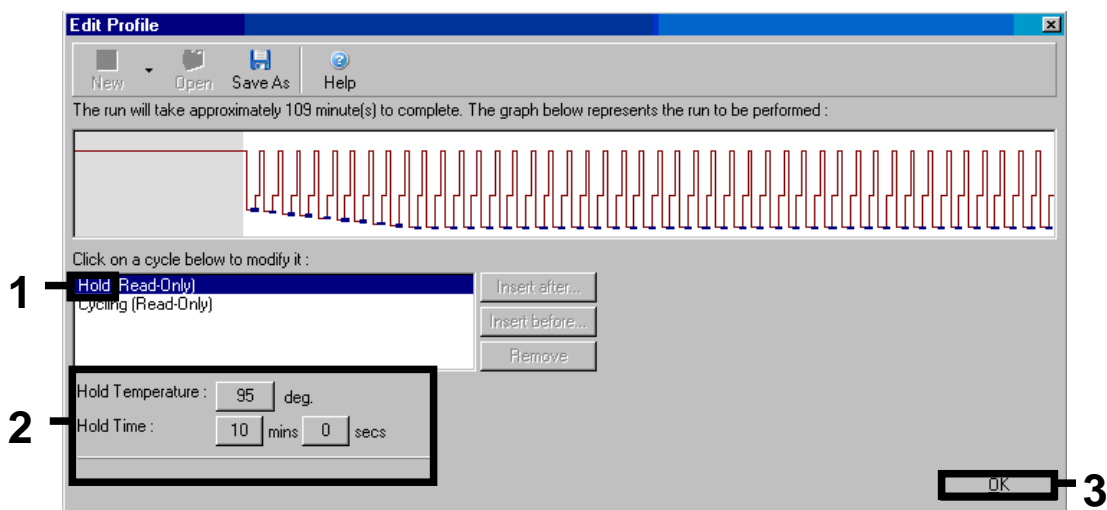 Edit Profile
New Open Save As Help
The run will take approximately 109 minute(s) to complete. The graph below represents the run to be performed :
Click on a cycle below to modify it :
1 Hold (Read-Only) Insert after...
Cycling (Read-Only)
Insert before...
Remove
Hold Temperature : 95 deg.
2 Hold Time : 10 mins 0 secs
OK 3